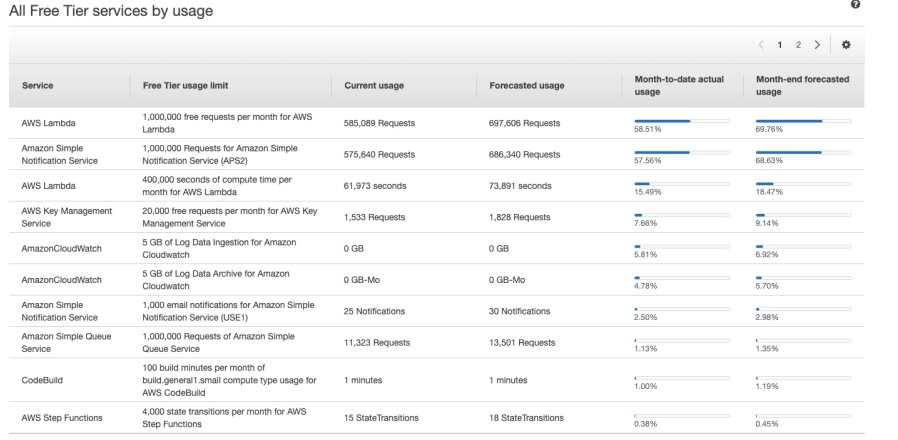 All Free Tier services by usage
1 2
Service Free Tier usage limit Current usage Forecasted usage Month-to-date actual usage Month-end forecasted usage
AWS Lambda
1,000,000 free requests per month for AWS
Lambda
585,089 Requests
697,606 Requests
58.51%
69.76%
Amazon Simple
Notification Service
1,000,000 Requests for Amazon Simple
Notification Service (APS2)
575,640 Requests
686,340 Requests
57.56%
68.63%
AWS Lambda
400,000 seconds of compute time per
month for AWS Lambda
61,973 seconds
73,891 seconds
15.49%
18.47%
AWS Key Management
Service
20,000 free requests per month for AWS Key
Management Service
1,533 Requests
1,828 Requests
7.66%
9.14%
AmazonCloudWatch
5 GB of Log Data Ingestion for Amazon
Cloudwatch
0 GB
0 GB
5.81%
6.92%
AmazonCloudWatch
5 GB of Log Data Archive for Amazon
Cloudwatch
0 GB-Mo
0 GB-Mo
4.78%
5.70%
Amazon Simple
Notification Service
1,000 email notifications for Amazon Simple
Notification Service (USE1)
25 Notifications
30 Notifications
2.50%
2.98%
Amazon Simple Queue
Service
1,000,000 Requests of Amazon Simple
Queue Service
11,323 Requests
13,501 Requests
1.13%
1.35%
CodeBuild
100 build minutes per month of
build.general1.small compute type usage for
AWS CodeBuild
1 minutes
1 minutes
1.00%
1.19%
AWS Step Functions
4,000 state transitions per month for AWS
Step Functions
15 StateTransitions
18 StateTransitions
0.38%
0.45%